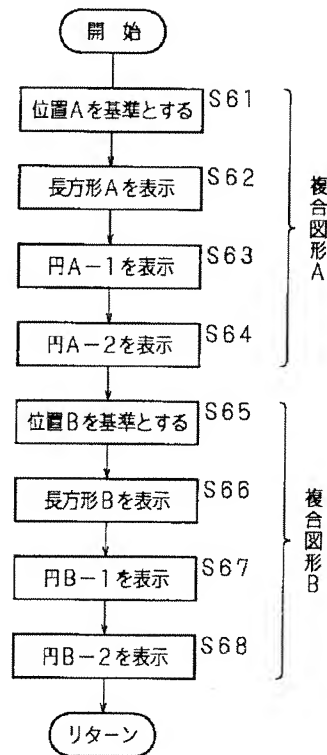 開始
位置Aを基準とする
S61
長方形Aを表示
S62
円A-1を表示
S63
円A-2を表示
S64
複合図形A
位置Bを基準とする
S65
長方形Bを表示
S66
円B-1を表示
S67
円B-2を表示
S68
複合図形B
リターン